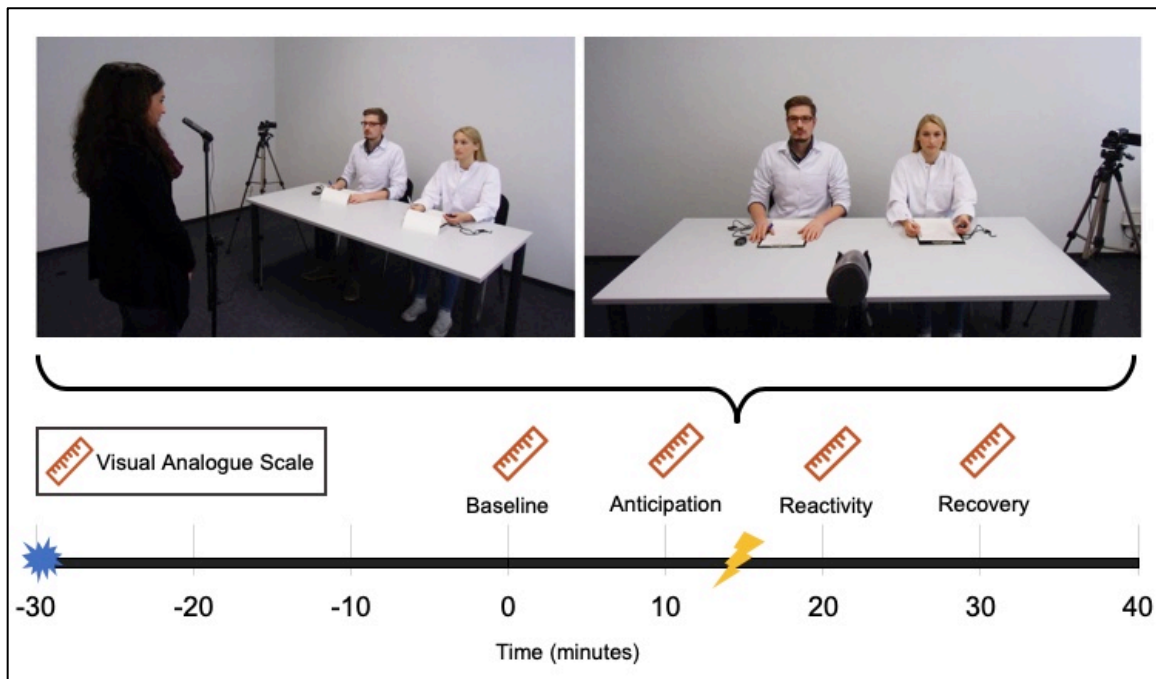 Visual Analogue Scale
Baseline
Anticipation
Reactivity
Recovery
-30
-20
-10
0
10
20
30
40
Time (minutes)